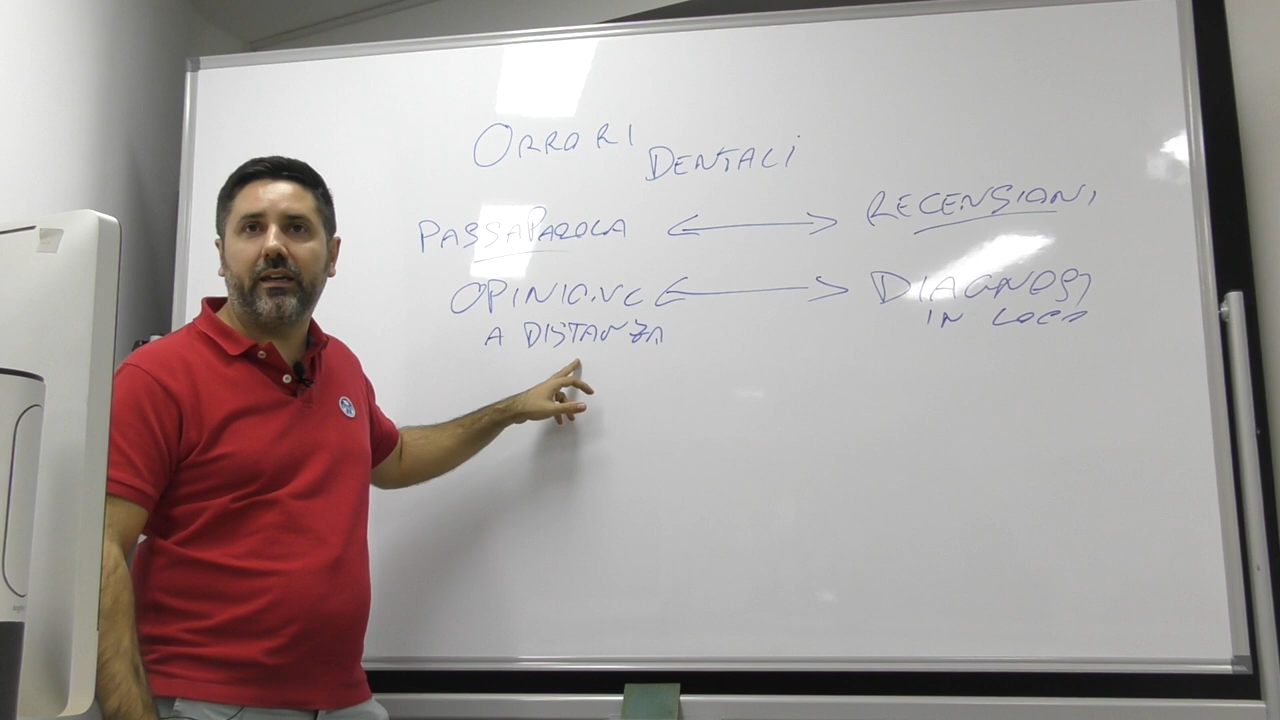 ORRORI DENTALI
PASSAPAROLA <-> RECENSIONI
OPINIONE <-> DIAGNOSI
A DISTANZA IN LOCO